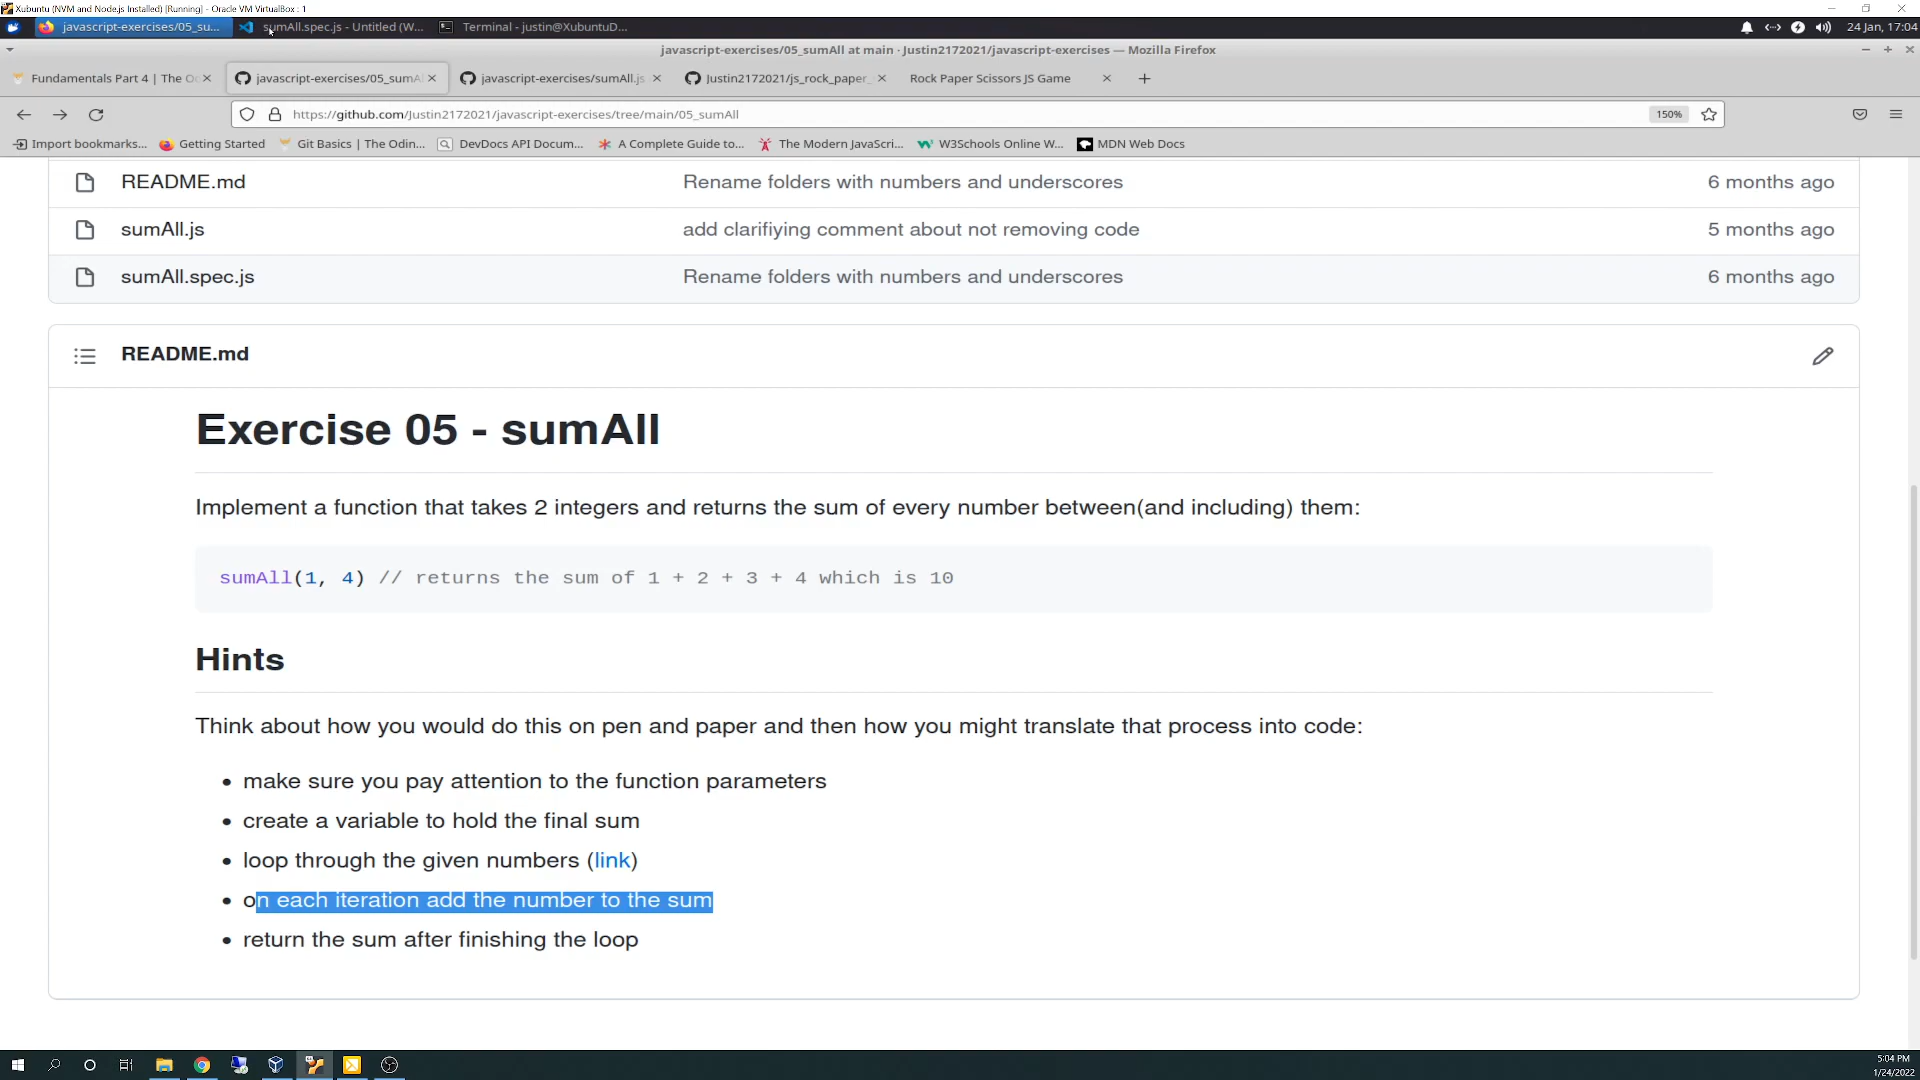 Xubuntu (NVM and Node.js Installed) [Running] - Oracle VM VirtualBox : 1
javascript-exercises/05_su... sumAll.spec.js - Untitled (W... Terminal - justin@XubuntuD... 24 Jan, 17:04
javascript-exercises/05_sumAll at main · Justin2172021/javascript-exercises — Mozilla Firefox
Fundamentals Part 4 | The O javascript-exercises/05_sumA javascript-exercises/sumAll.js Justin2172021/js_rock_paper_ Rock Paper Scissors JS Game
https://github.com/Justin2172021/javascript-exercises/tree/main/05_sumAll 150%
Import bookmarks... Getting Started Git Basics | The Odin... DevDocs API Docum... A Complete Guide to... The Modern JavaScri... W3Schools Online W... MDN Web Docs
README.md Rename folders with numbers and underscores 6 months ago
sumAll.js add clarifiying comment about not removing code 5 months ago
sumAll.spec.js Rename folders with numbers and underscores 6 months ago
README.md
Exercise 05 - sumAll
Implement a function that takes 2 integers and returns the sum of every number between(and including) them:
sumAll(1, 4) // returns the sum of 1 + 2 + 3 + 4 which is 10
Hints
Think about how you would do this on pen and paper and then how you might translate that process into code:
• make sure you pay attention to the function parameters
• create a variable to hold the final sum
• loop through the given numbers (link)
• on each iteration add the number to the sum
• return the sum after finishing the loop
5:04 PM
1/24/2022